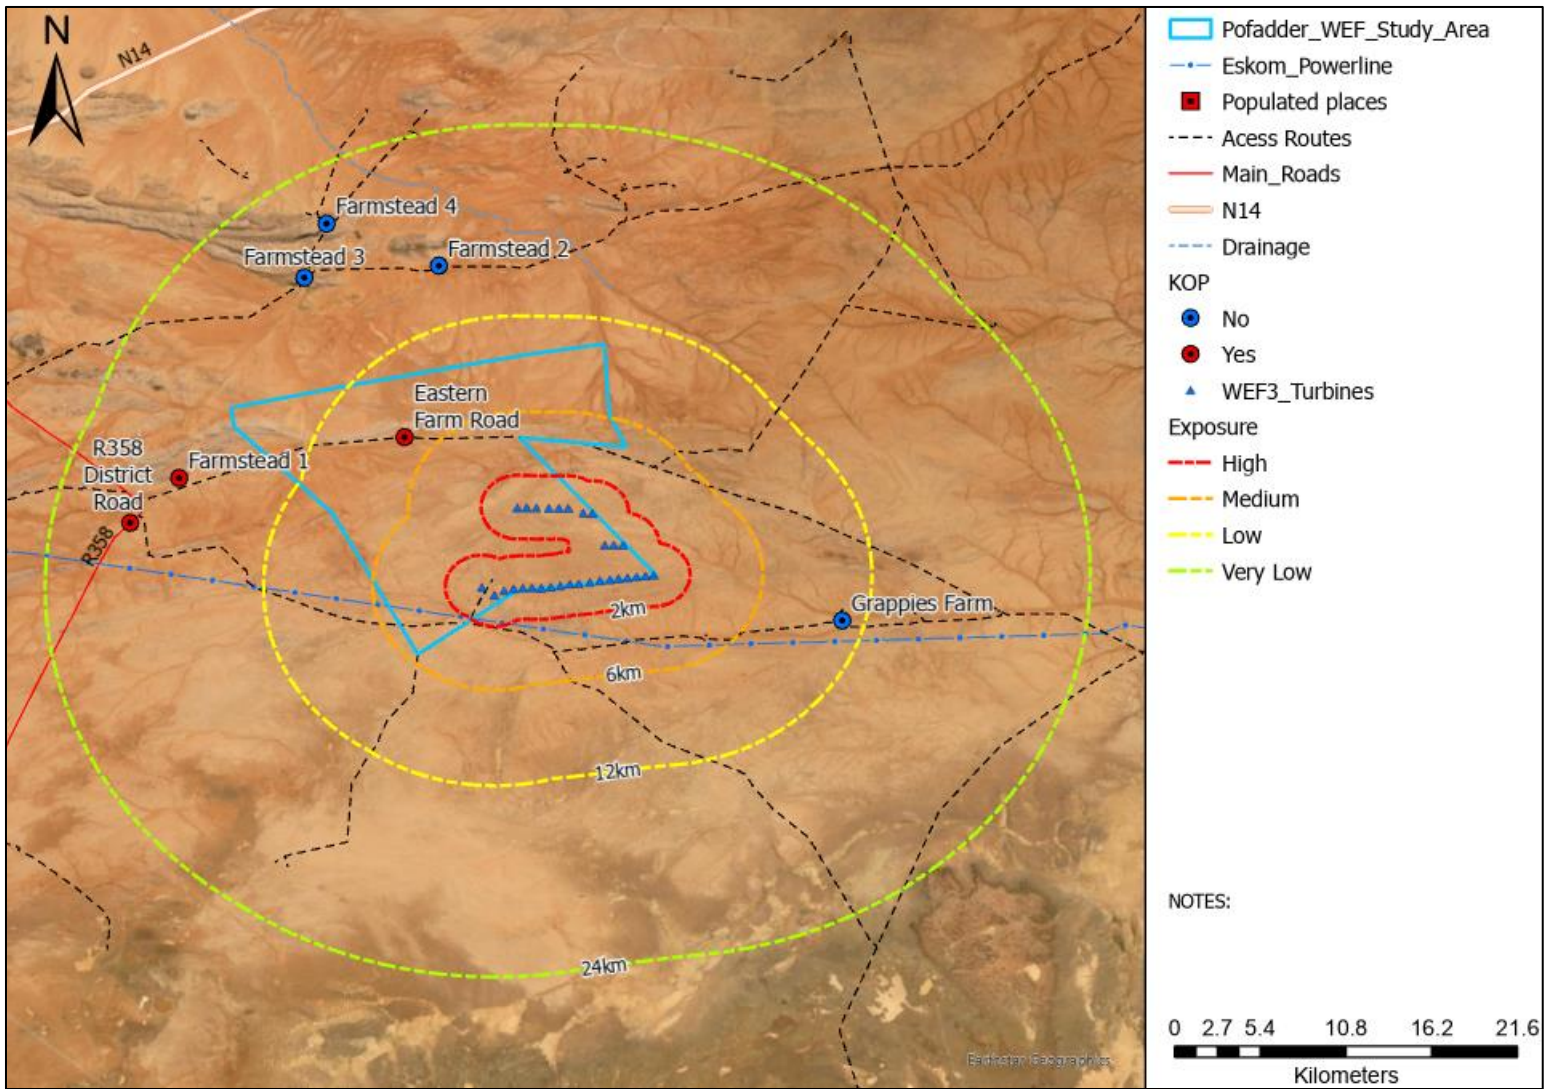 N
N14
Farmstead 4
Farmstead 3
Farmstead 2
Eastern
Farm Road
R358
District
Road
Farmstead 1
R358
Grappies Farm
2km
6km
12km
24km
Earthstar Geographics
Pofadder_WEF_Study_Area
Eskom_Powerline
Populated places
Acess Routes
Main_Roads
N14
Drainage
KOP
No
Yes
WEF3_Turbines
Exposure
High
Medium
Low
Very Low
NOTES:
0 2.7 5.4 10.8 16.2 21.6
Kilometers